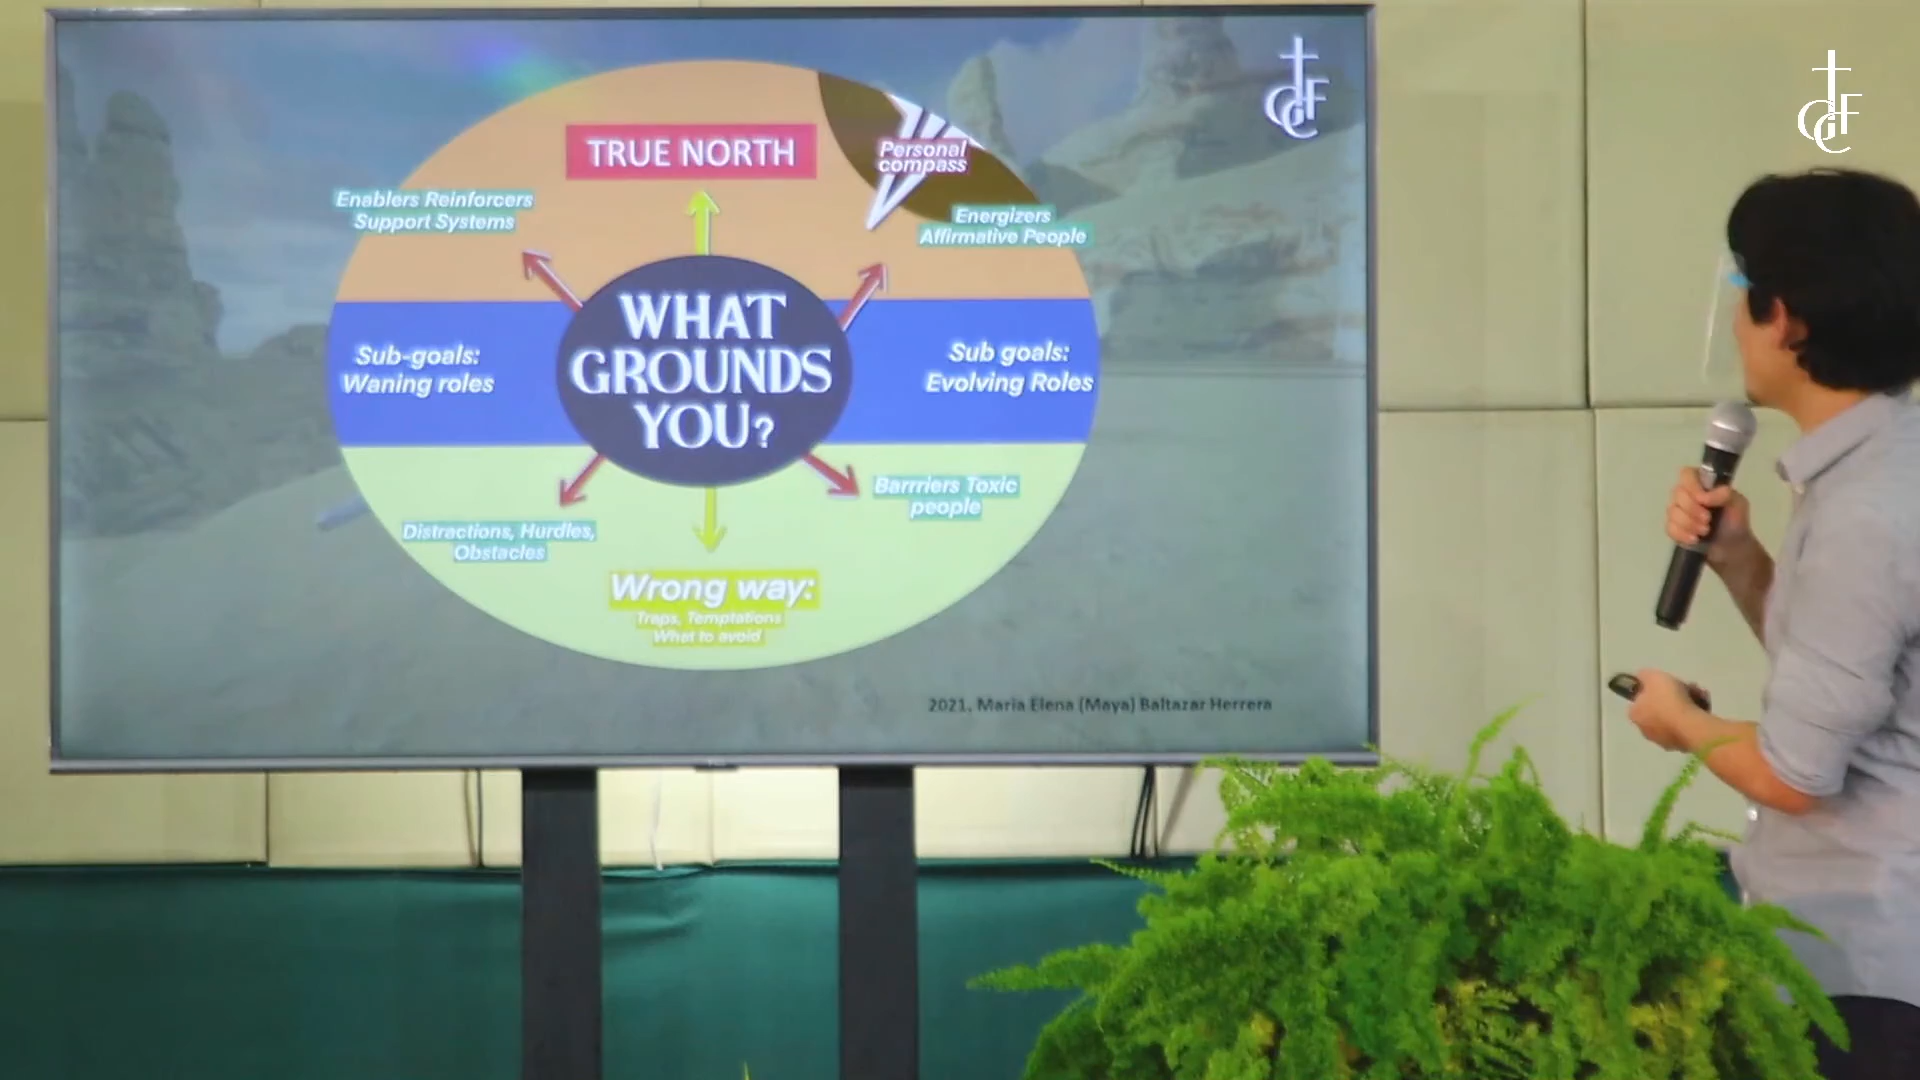 TRUE NORTH
Personal
compass
Enablers Reinforcers
Support Systems
Energizers
Affirmative People
WHAT
GROUNDS
YOU?
Sub-goals:
Waning roles
Sub goals:
Evolving Roles
Barrriers Toxic
people
Distractions, Hurdles,
Obstacles
Wrong way:
Traps, Temptations
What to avoid
2021, Maria Elena (Maya) Baltazar Herrera